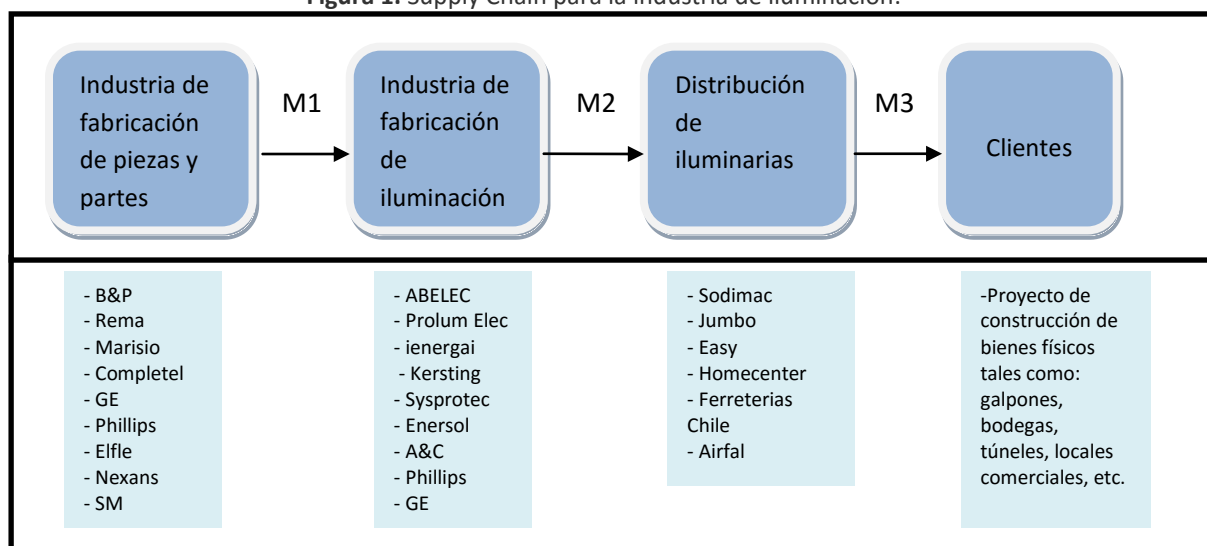 Figura 1. Supply Chain para la industria de iluminación.
Industria de
fabricación
de piezas y
partes
M1
Industria de
fabricación
de
iluminación
M2
Distribución
de
iluminarias
M3
Clientes
- B&P
- Rema
- Marisio
- Completel
- GE
- Phillips
- Elfle
- Nexans
- SM
- ABELEC
- Prolum Elec
- ienergai
- Kersting
- Sysprotec
- Enersol
- A&C
- Phillips
- GE
- Sodimac
- Jumbo
- Easy
- Homecenter
- Ferreterias
Chile
- Airfal
-Proyecto de
construcción de
bienes físicos
tales como:
galpones,
bodegas,
túneles, locales
comerciales, etc.